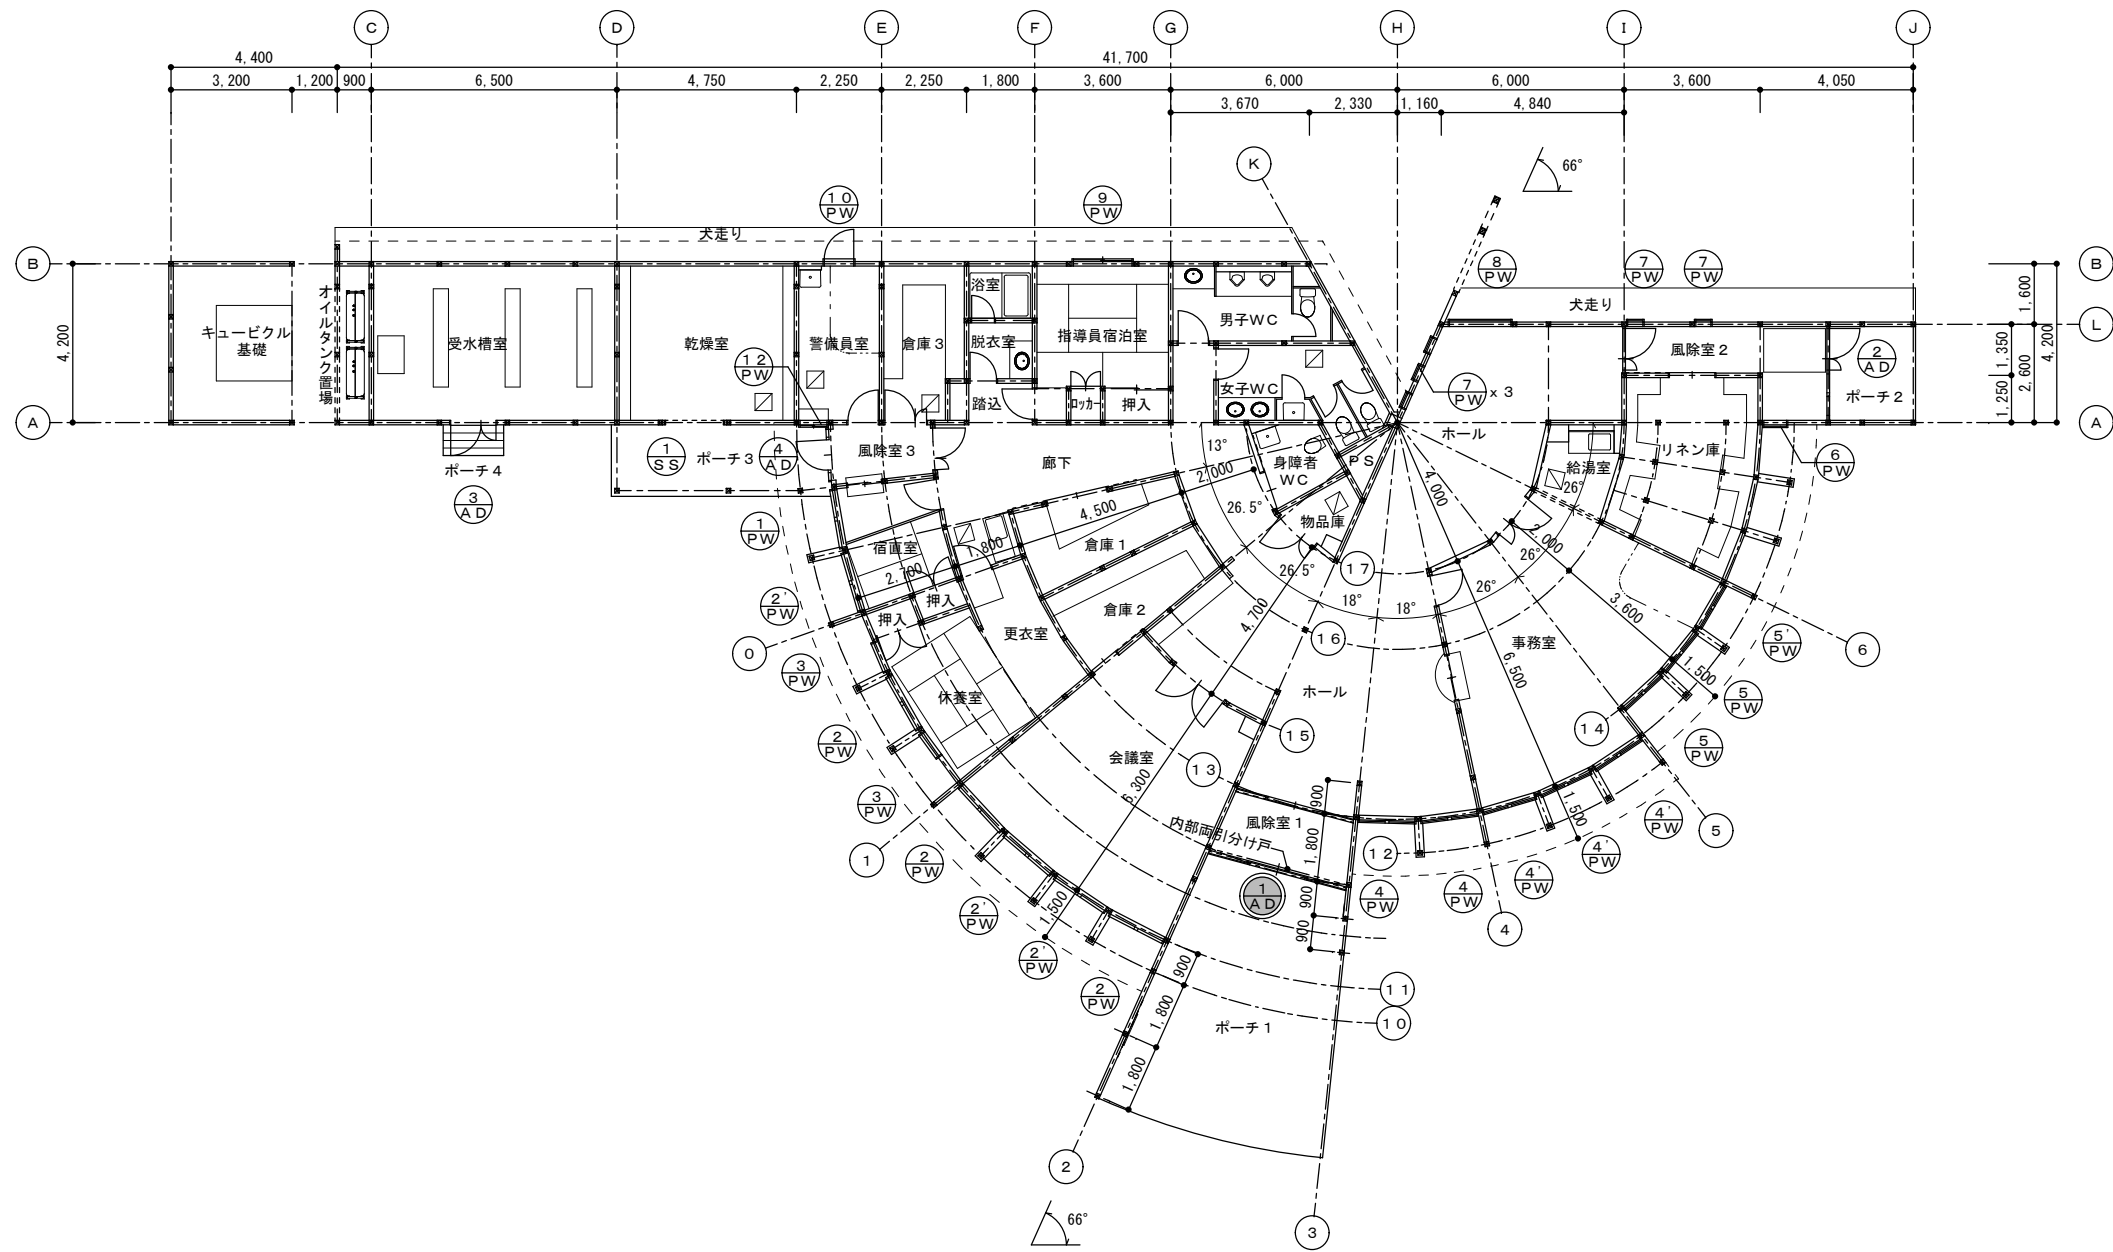 C
D
E
F
G
H
I
J
4,400
41,700
3,200
1,200
900
6,500
4,750
2,250
2,250
1,800
3,600
6,000
6,000
3,600
4,050
3,670
2,330
1,160
4,840
K
66°
10
PW
9
PW
犬走り
8
PW
7
PW
7
PW
B
B
犬走り
1,600
L
4,200
キュービクル
基礎
オイルタンク置場
受水槽室
乾燥室
12
PW
警備員室
倉庫3
浴室
脱衣室
踏込
指導員宿泊室
ロッカー
押入
男子WC
女子WC
7
PW
x 3
風除室2
2
AD
ポーチ2
1,350
1,250
2,600
4,200
A
A
ポーチ4
3
AD
1
SS
ポーチ3
4
AD
風除室3
廊下
13°
2,000
身障者
WC
PS
ホール
4,000
給湯室
26°
リネン庫
6
PW
1
PW
4,500
26.5°
物品庫
宿直室
1,800
倉庫1
2,000
26°
2,700
26.5°
17
26°
2'
PW
押入
押入
倉庫2
4,700
18°
18°
3,600
0
更衣室
16
事務室
6,500
5'
PW
6
3
PW
休養室
ホール
1,500
5
PW
2
PW
会議室
15
14
5
PW
13
6,300
900
3
PW
1,500
4'
PW
風除室1
内部両引分け戸
1,800
5
1
12
4'
PW
2
PW
1
AD
900
4
PW
4
PW
4'
PW
2'
PW
1,500
900
4
2'
PW
900
2
PW
11
1,800
ポーチ1
10
1,800
2
66°
3